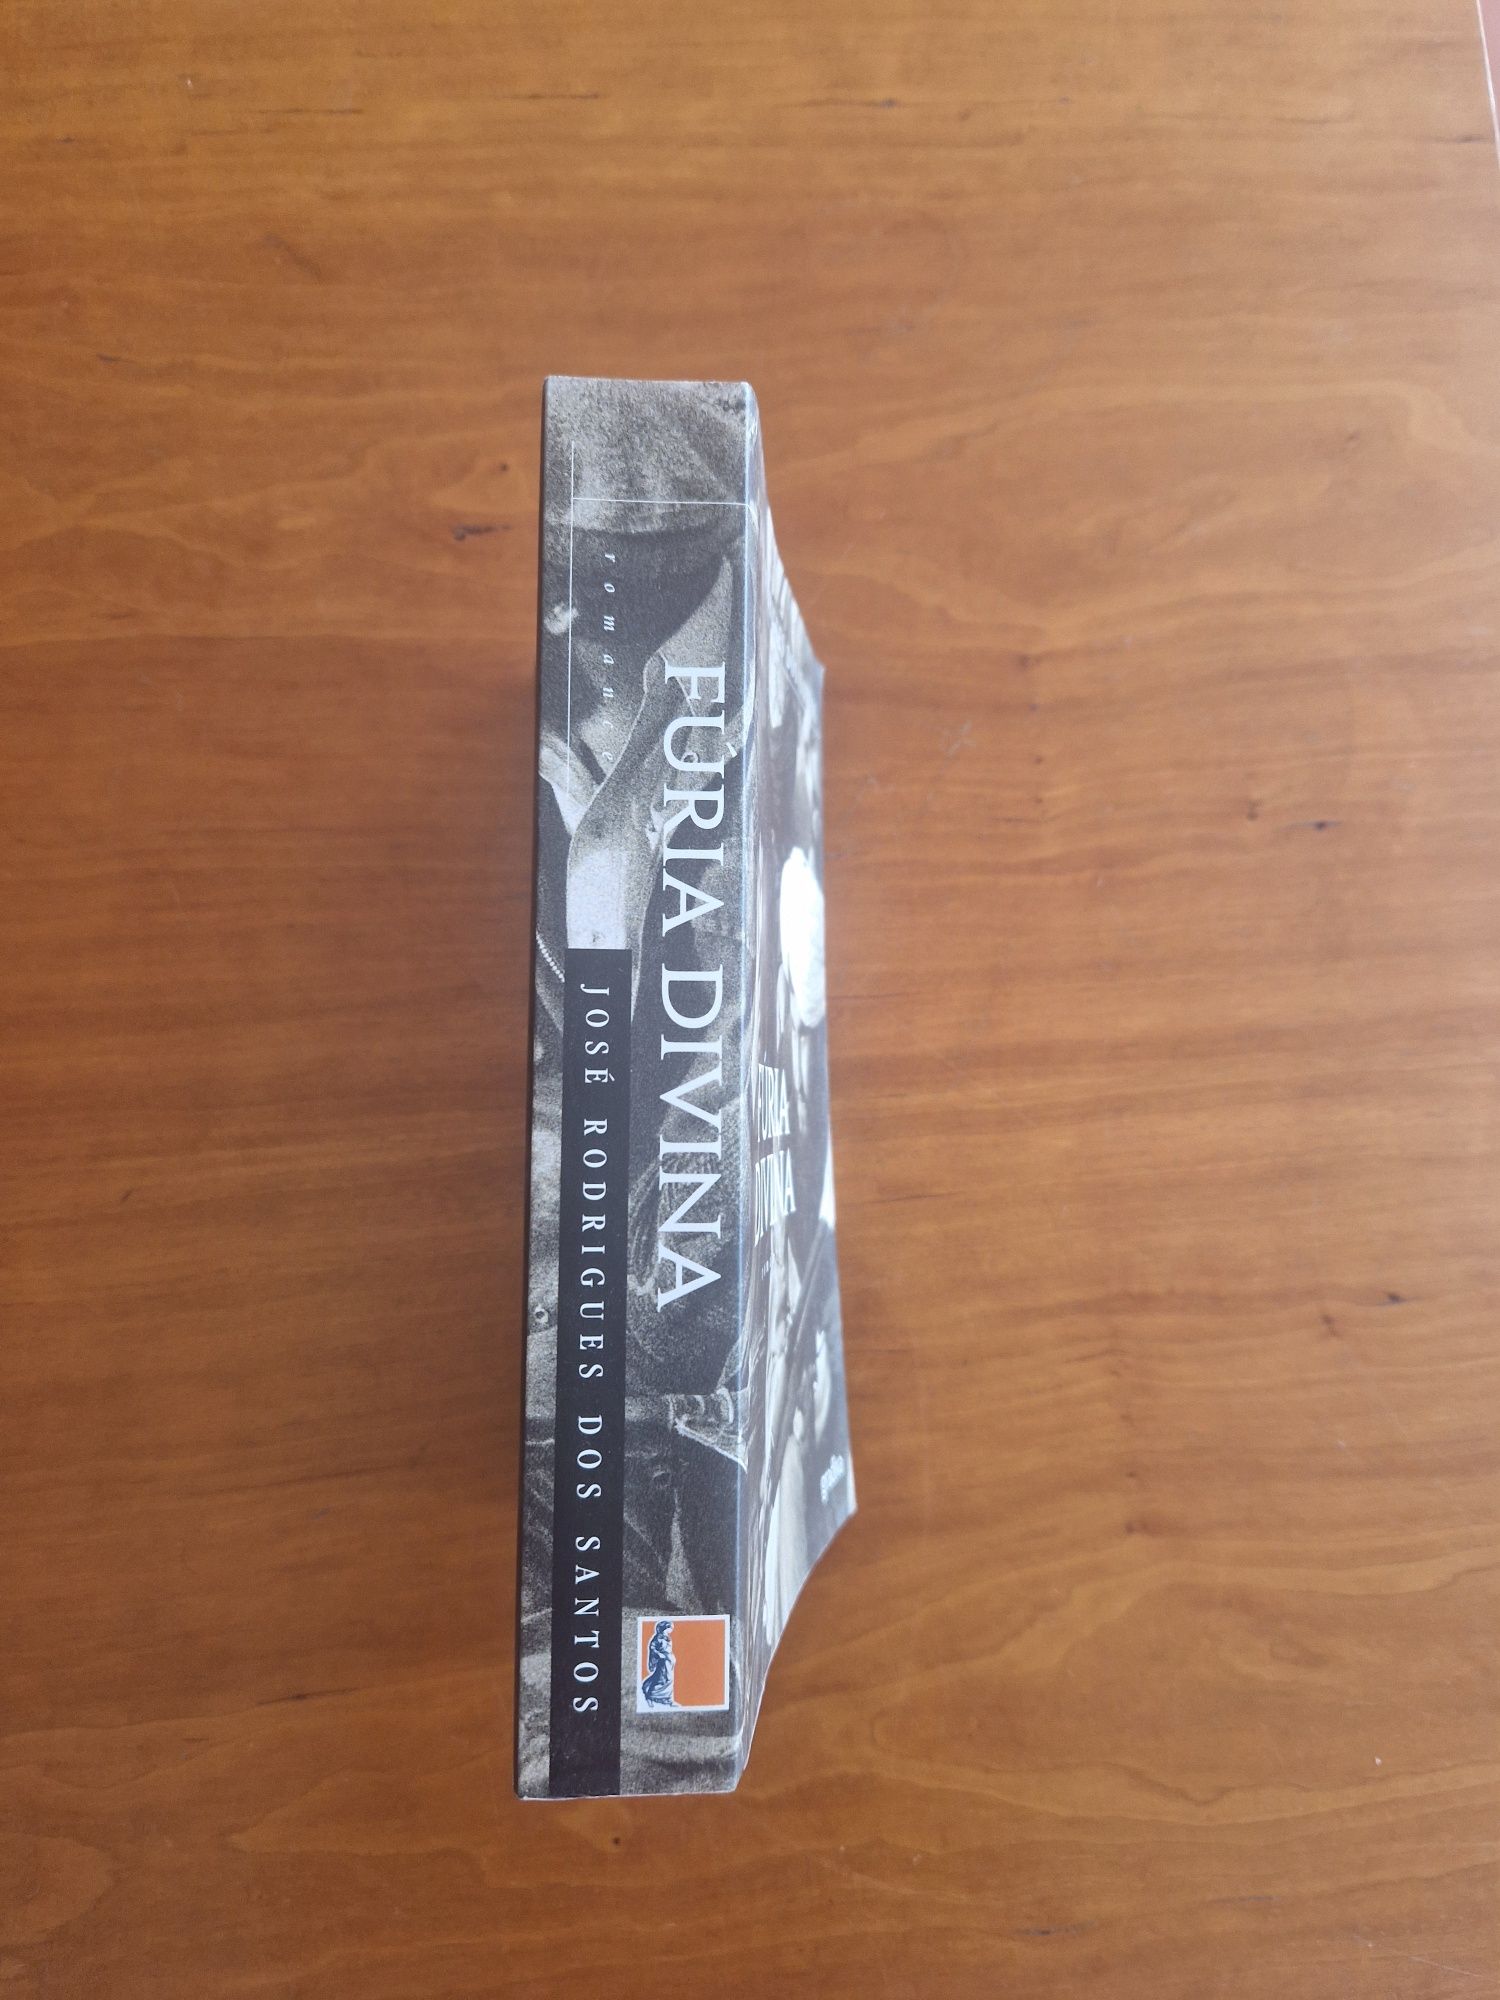 romance
FÚRIA DIVINA
JOSÉ RODRIGUES DOS SANTOS
FÚRIA
DIVINA